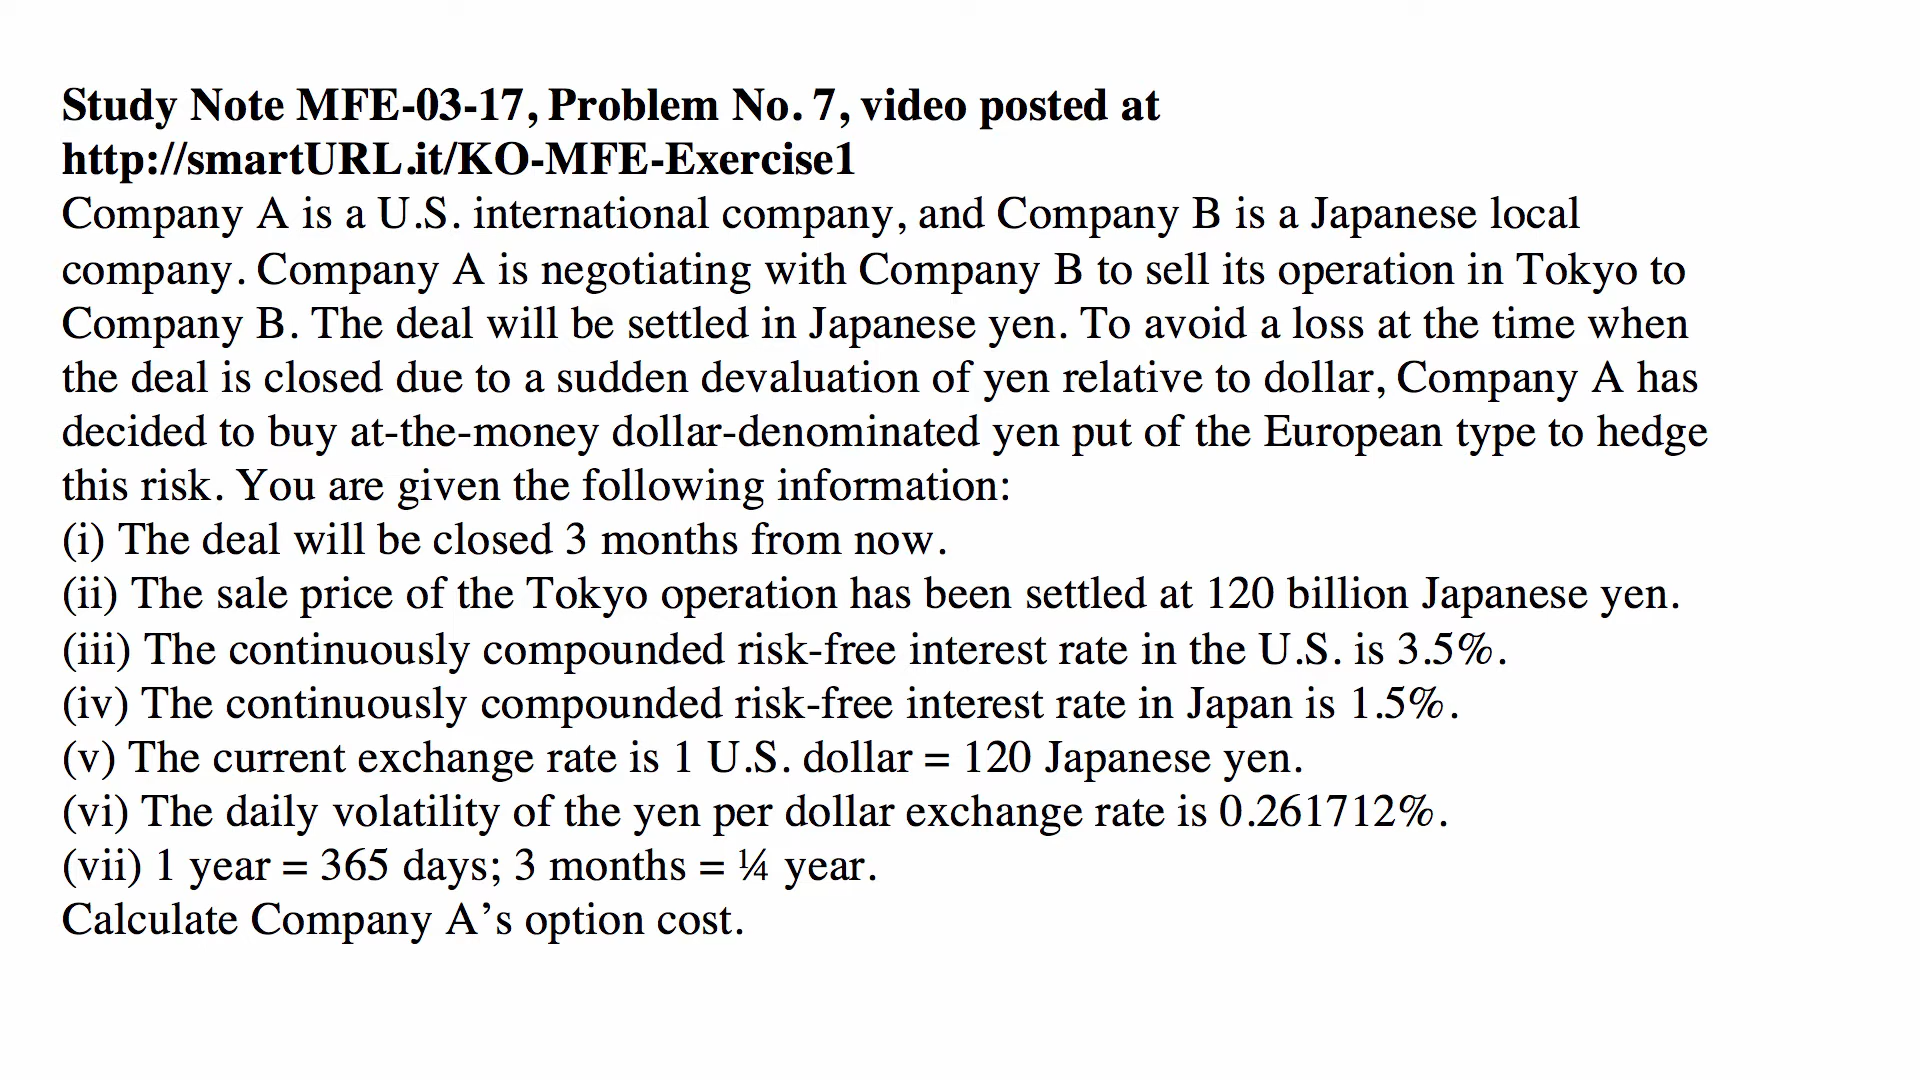 Study Note MFE-03-17, Problem No. 7, video posted at
http://smartURL.it/KO-MFE-Exercise1
Company A is a U.S. international company, and Company B is a Japanese local
company. Company A is negotiating with Company B to sell its operation in Tokyo to
Company B. The deal will be settled in Japanese yen. To avoid a loss at the time when
the deal is closed due to a sudden devaluation of yen relative to dollar, Company A has
decided to buy at-the-money dollar-denominated yen put of the European type to hedge
this risk. You are given the following information:
(i) The deal will be closed 3 months from now.
(ii) The sale price of the Tokyo operation has been settled at 120 billion Japanese yen.
(iii) The continuously compounded risk-free interest rate in the U.S. is 3.5%.
(iv) The continuously compounded risk-free interest rate in Japan is 1.5%.
(v) The current exchange rate is 1 U.S. dollar = 120 Japanese yen.
(vi) The daily volatility of the yen per dollar exchange rate is 0.261712%.
(vii) 1 year = 365 days; 3 months = ¼ year.
Calculate Company A’s option cost.